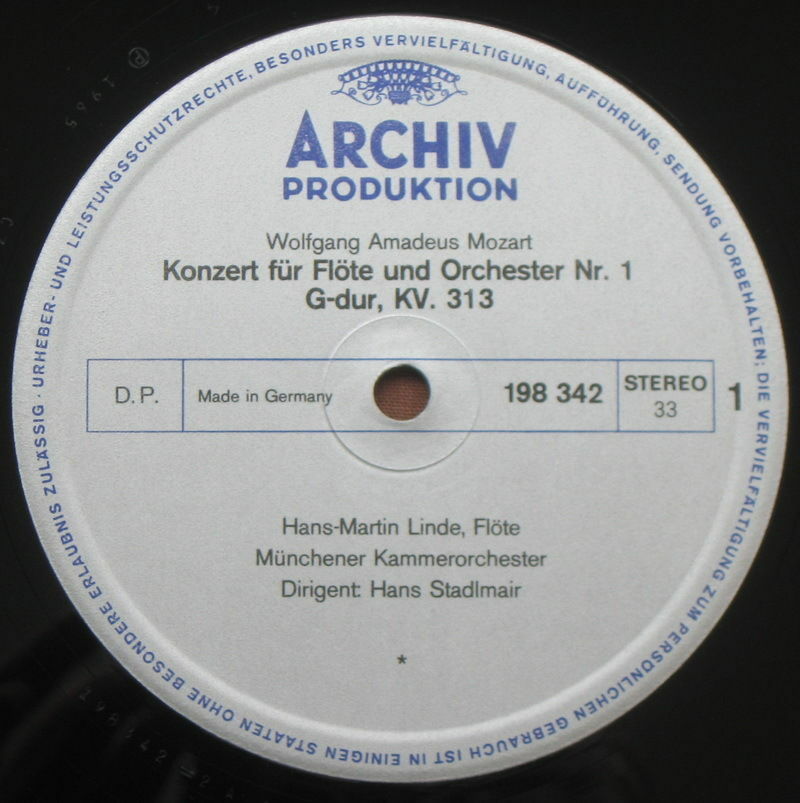 URHEBER- UND LEISTUNGSSCHUTZRECHTE, BESONDERS VERVIELFÄLTIGUNG, AUFFÜHRUNG, SENDUNG VORBEHALTEN; DIE VERVIELFÄLTIGUNG ZUM PERSÖNLICHEN GEBRAUCH IST IN EINIGEN STAATEN OHNE BESONDERE ERLAUBNIS ZULÄSSIG ·
ARCHIV
PRODUKTION
Wolfgang Amadeus Mozart
Konzert für Flöte und Orchester Nr. 1
G-dur, KV. 313
D.P. Made in Germany 198 342 STEREO 33 1
Hans-Martin Linde, Flöte
Münchener Kammerorchester
Dirigent: Hans Stadlmair
*
℗ 1965